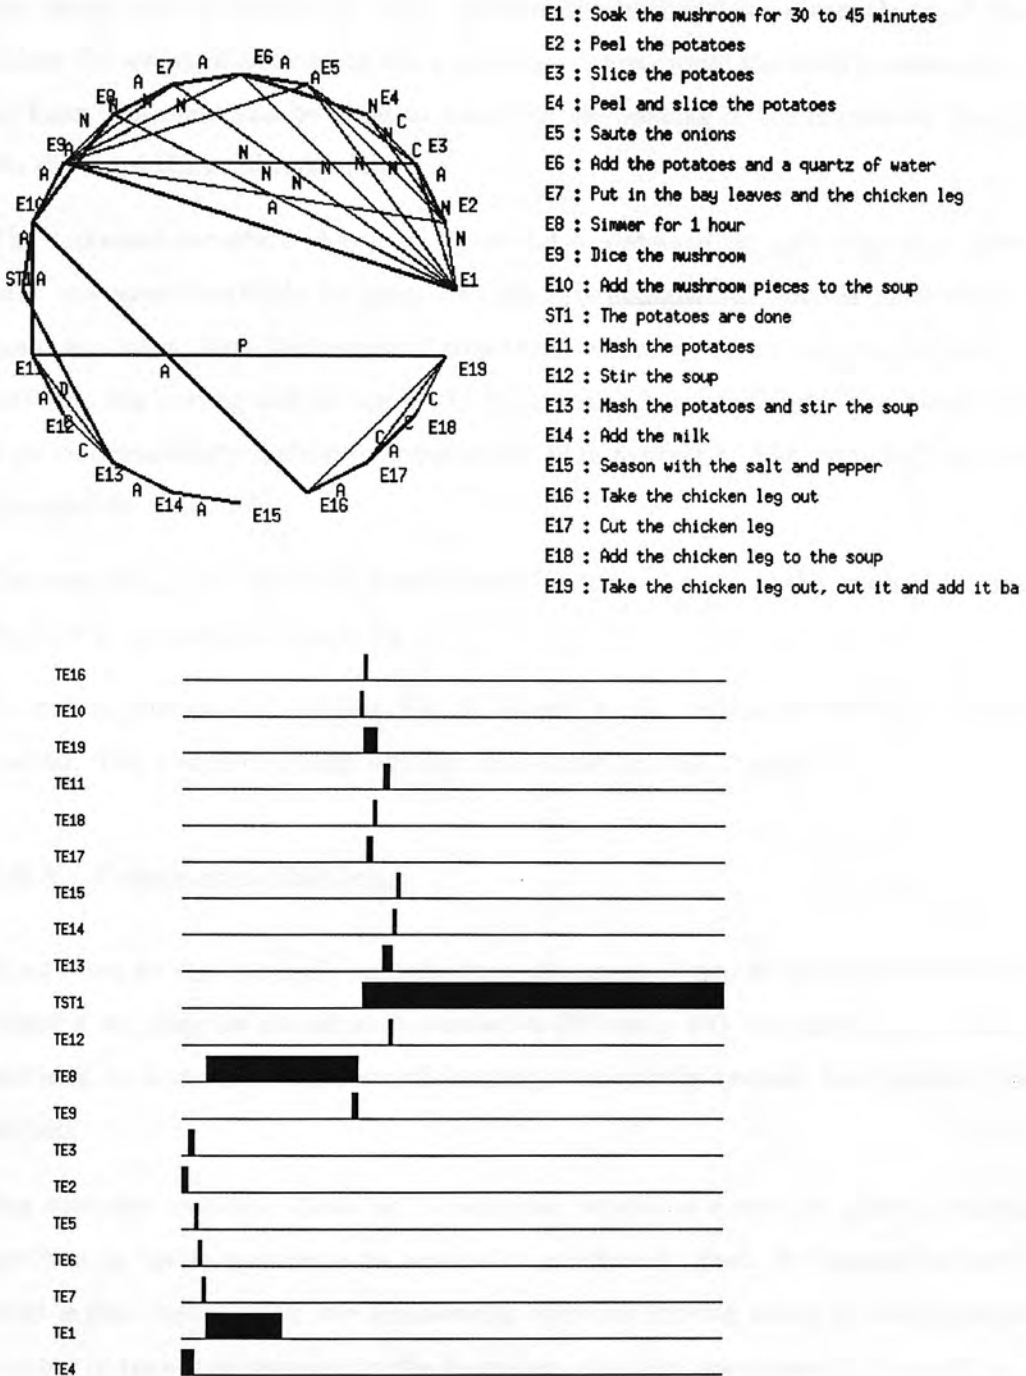 E1 : Soak the mushroom for 30 to 45 minutes
E2 : Peel the potatoes
E3 : Slice the potatoes
E4 : Peel and slice the potatoes
E5 : Saute the onions
E6 : Add the potatoes and a quartz of water
E7 : Put in the bay leaves and the chicken leg
E8 : Simmer for 1 hour
E9 : Dice the mushroom
E10 : Add the mushroom pieces to the soup
ST1 : The potatoes are done
E11 : Mash the potatoes
E12 : Stir the soup
E13 : Mash the potatoes and stir the soup
E14 : Add the milk
E15 : Season with the salt and pepper
E16 : Take the chicken leg out
E17 : Cut the chicken leg
E18 : Add the chicken leg to the soup
E19 : Take the chicken leg out, cut it and add it ba
E7 A E6 A E5
A A
E8 N N N N E4
N C
E9 A N N N N N C E3
A A
E10 A N E2
A N
ST1 A E1
P
E11 A E19
D
A C
E12 E18
C C A C
E13 E17
A A
E14 A E15 E16
TE16
TE10
TE19
TE11
TE18
TE17
TE15
TE14
TE13
TST1
TE12
TE8
TE9
TE3
TE2
TE5
TE6
TE7
TE1
TE4